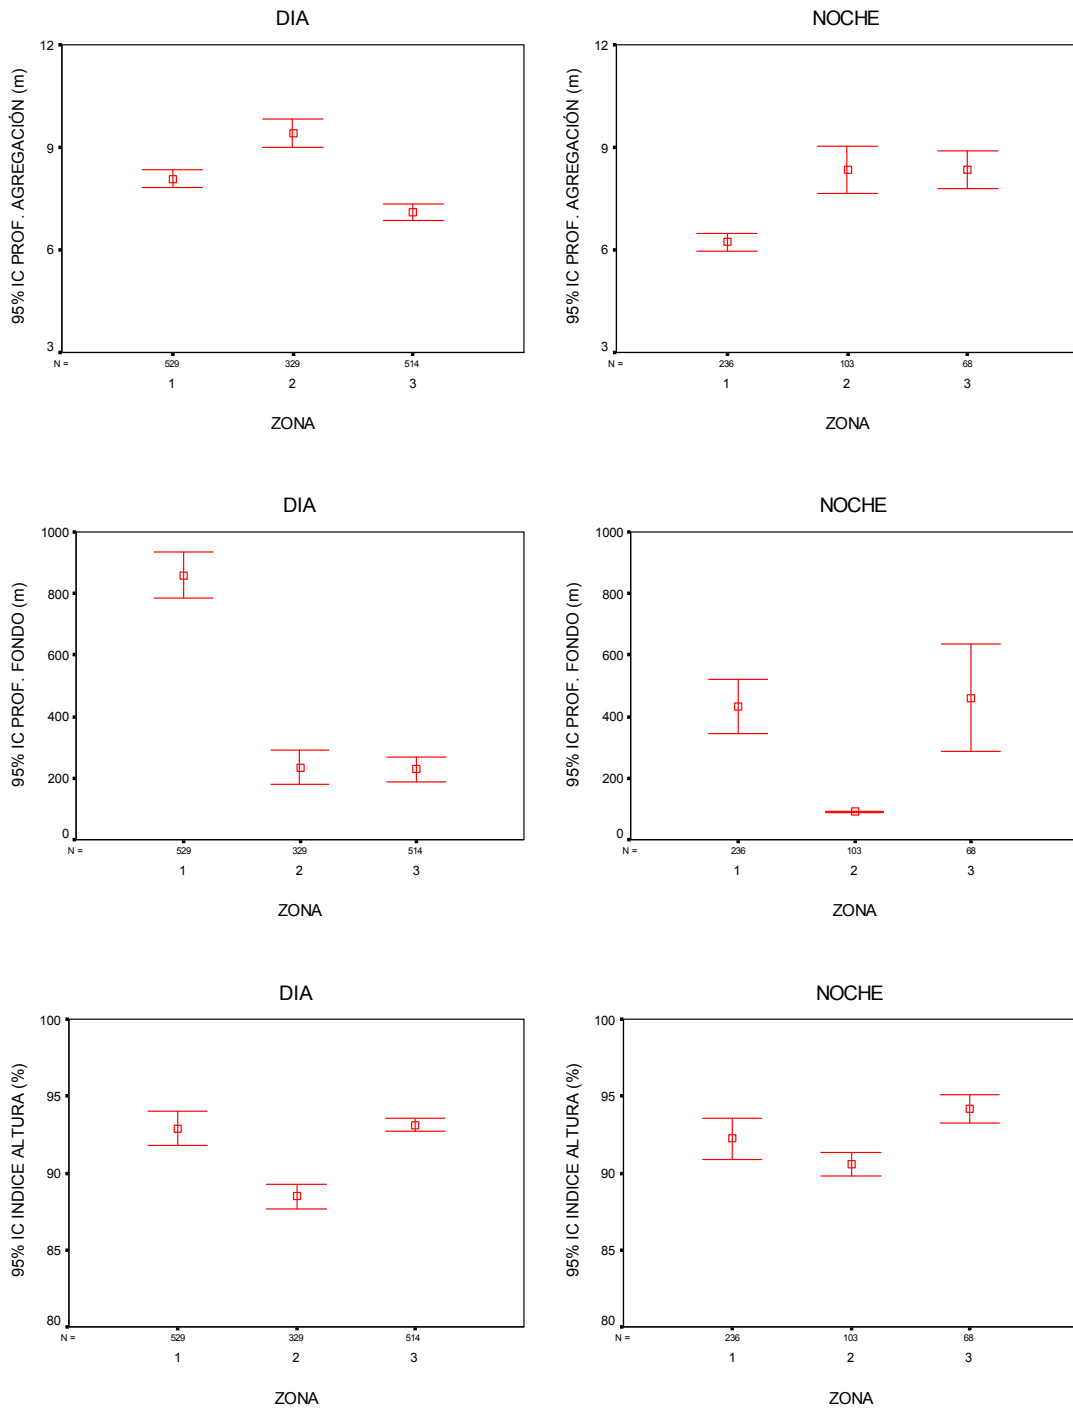 DIA
95% IC PROF. AGREGACIÓN (m)
12
9
6
3
N =
529
329
514
1
2
3
ZONA
NOCHE
95% IC PROF. AGREGACIÓN (m)
12
9
6
3
N =
236
103
68
1
2
3
ZONA
DIA
95% IC PROF. FONDO (m)
1000
800
600
400
200
0
N =
529
329
514
1
2
3
ZONA
NOCHE
95% IC PROF. FONDO (m)
1000
800
600
400
200
0
N =
236
103
68
1
2
3
ZONA
DIA
95% IC INDICE ALTURA (%)
100
95
90
85
80
N =
529
329
514
1
2
3
ZONA
NOCHE
95% IC INDICE ALTURA (%)
100
95
90
85
80
N =
236
103
68
1
2
3
ZONA